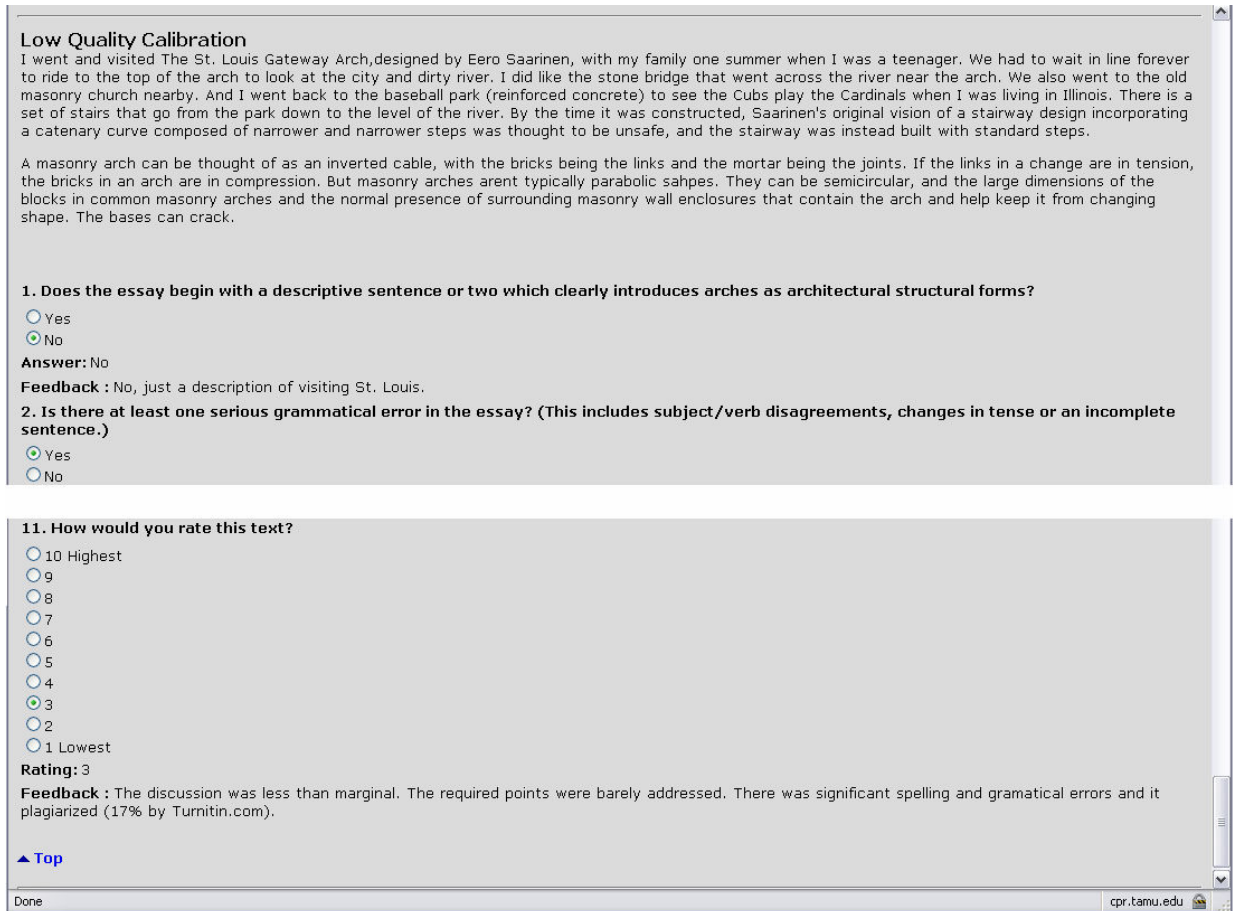 Low Quality Calibration
I went and visited The St. Louis Gateway Arch,designed by Eero Saarinen, with my family one summer when I was a teenager. We had to wait in line forever
to ride to the top of the arch to look at the city and dirty river. I did like the stone bridge that went across the river near the arch. We also went to the old
masonry church nearby. And I went back to the baseball park (reinforced concrete) to see the Cubs play the Cardinals when I was living in Illinois. There is a
set of stairs that go from the park down to the level of the river. By the time it was constructed, Saarinen's original vision of a stairway design incorporating
a catenary curve composed of narrower and narrower steps was thought to be unsafe, and the stairway was instead built with standard steps.
A masonry arch can be thought of as an inverted cable, with the bricks being the links and the mortar being the joints. If the links in a change are in tension,
the bricks in an arch are in compression. But masonry arches arent typically parabolic sahpes. They can be semicircular, and the large dimensions of the
blocks in common masonry arches and the normal presence of surrounding masonry wall enclosures that contain the arch and help keep it from changing
shape. The bases can crack.
1. Does the essay begin with a descriptive sentence or two which clearly introduces arches as architectural structural forms?
Yes
No
Answer: No
Feedback : No, just a description of visiting St. Louis.
2. Is there at least one serious grammatical error in the essay? (This includes subject/verb disagreements, changes in tense or an incomplete
sentence.)
Yes
No
11. How would you rate this text?
10 Highest
9
8
7
6
5
4
3
2
1 Lowest
Rating: 3
Feedback : The discussion was less than marginal. The required points were barely addressed. There was significant spelling and gramatical errors and it
plagiarized (17% by Turnitin.com).
Top
Done cpr.tamu.edu